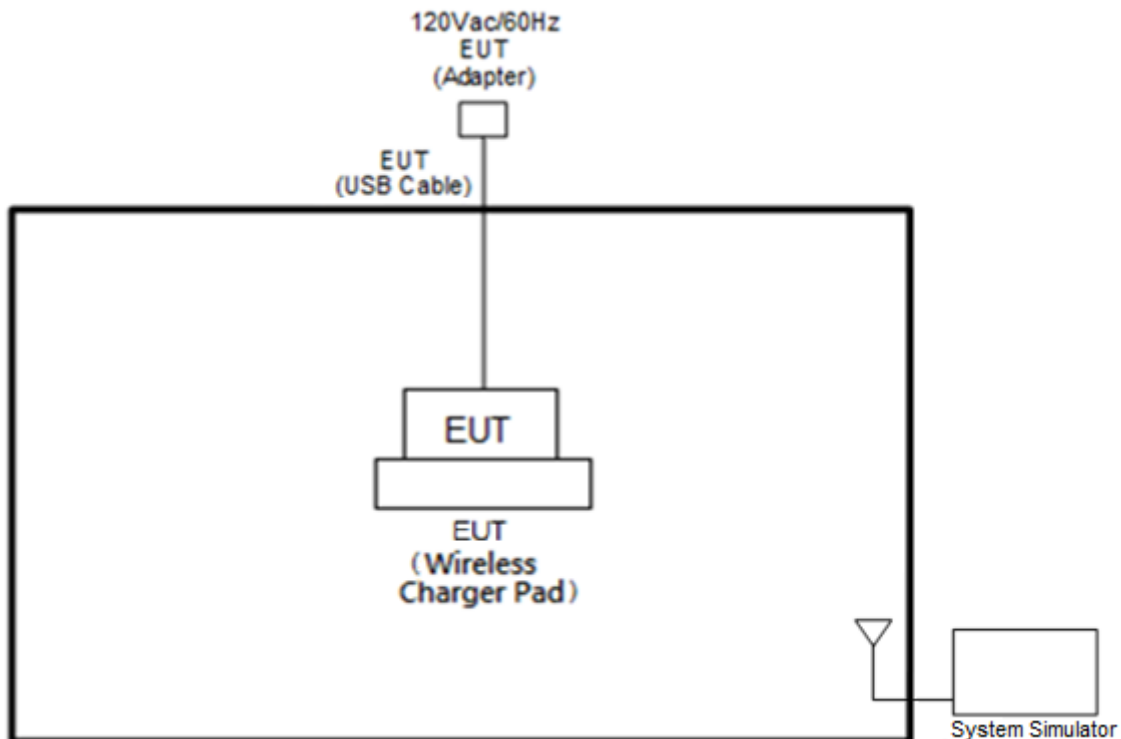 120Vac/60Hz
EUT
(Adapter)
EUT
(USB Cable)
EUT
EUT
（Wireless
Charger Pad）
System Simulator